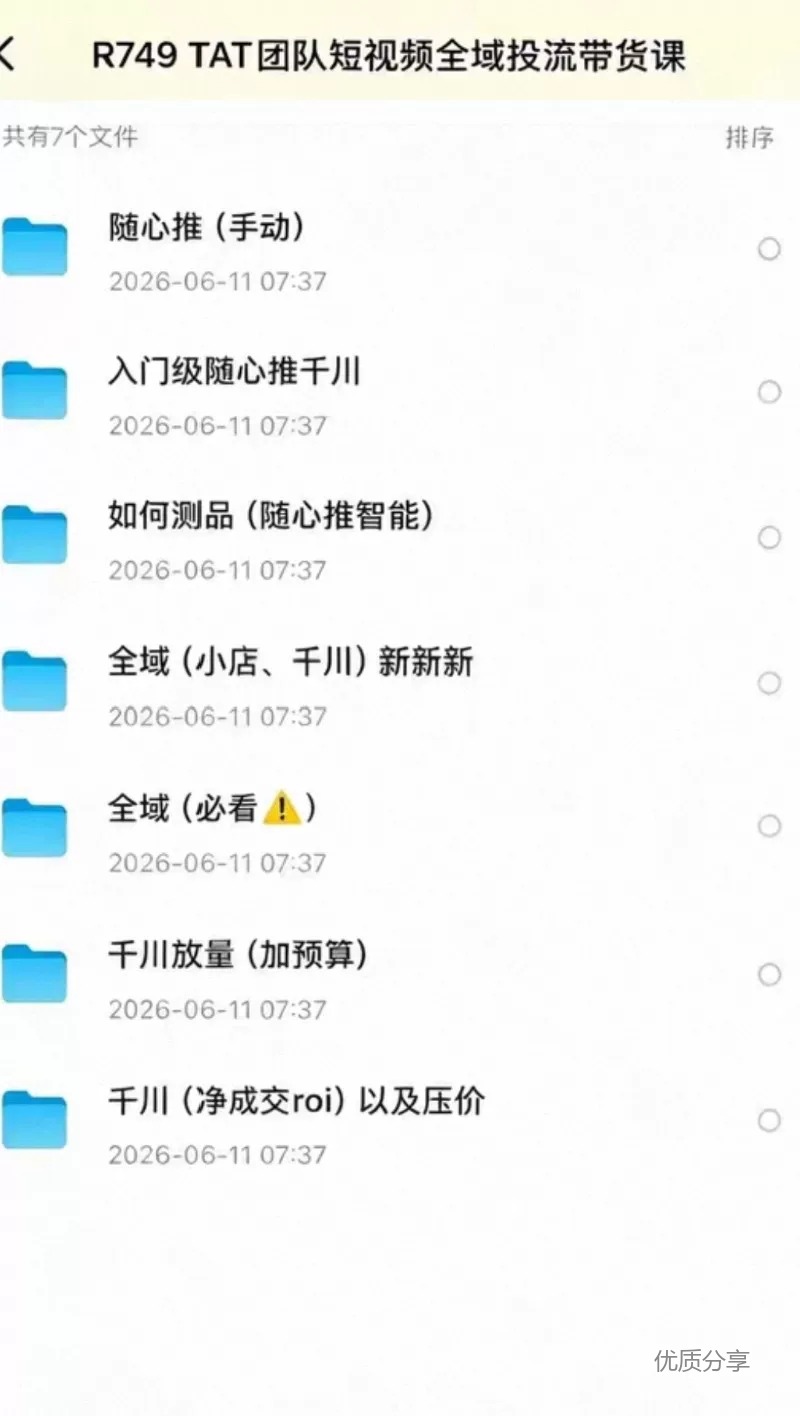 R749 TAT团队短视频全域投流带货课
共有7个文件 排序
随心推（手动）
2026-06-11 07:37
入门级随心推千川
2026-06-11 07:37
如何测品（随心推智能）
2026-06-11 07:37
全域（小店、千川）新新新
2026-06-11 07:37
全域（必看⚠️）
2026-06-11 07:37
千川放量（加预算）
2026-06-11 07:37
千川（净成交roi）以及压价
2026-06-11 07:37
优质分享